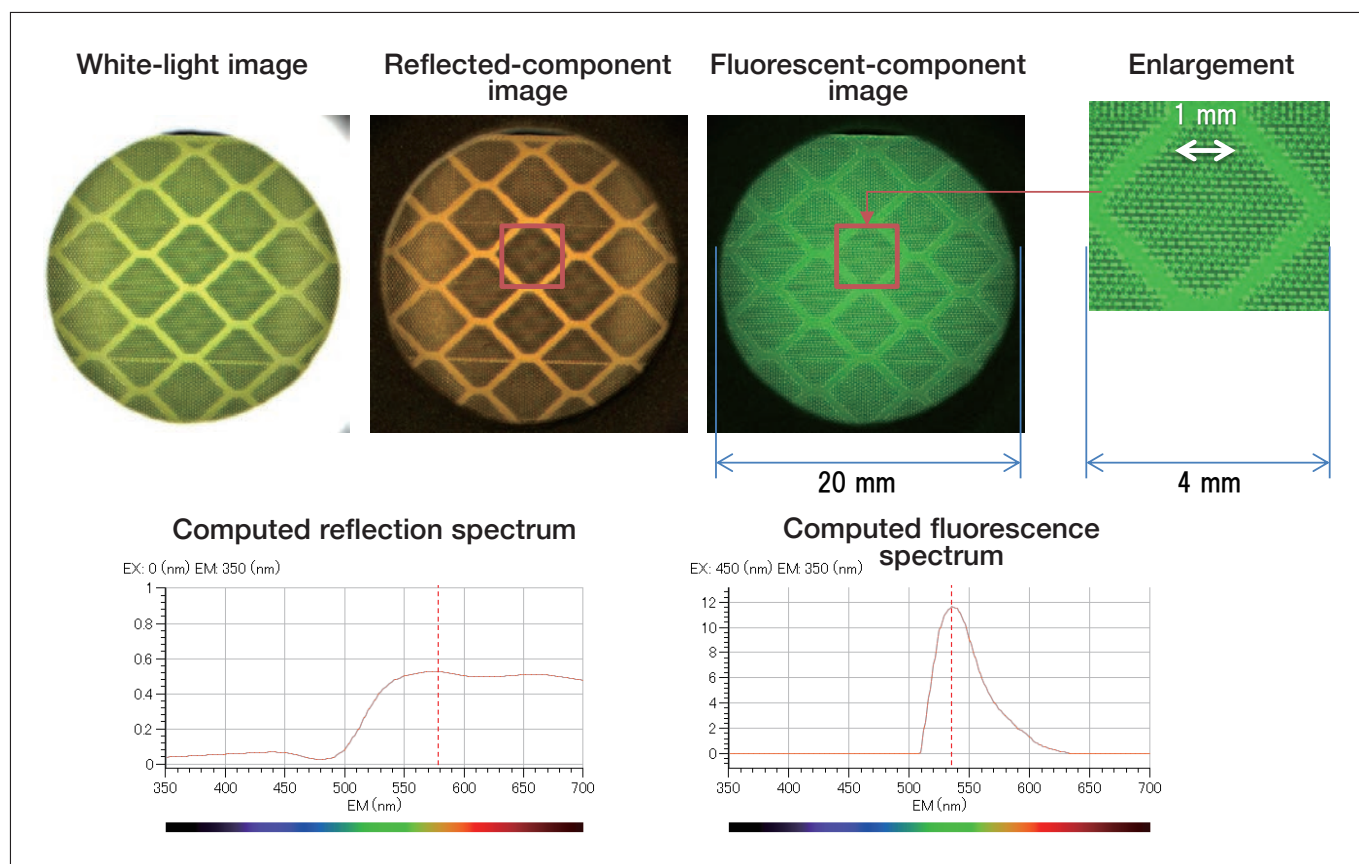 White-light image
Reflected-component
image
Fluorescent-component
image
Enlargement
1 mm
20 mm
4 mm
Computed reflection spectrum
EX: 0 (nm) EM: 350 (nm)
1
0.8
0.6
0.4
0.2
0
350 400 450 500 550 600 650 700
EM (nm)
Computed fluorescence
spectrum
EX: 450 (nm) EM: 350 (nm)
12
10
8
6
4
2
0
350 400 450 500 550 600 650 700
EM (nm)